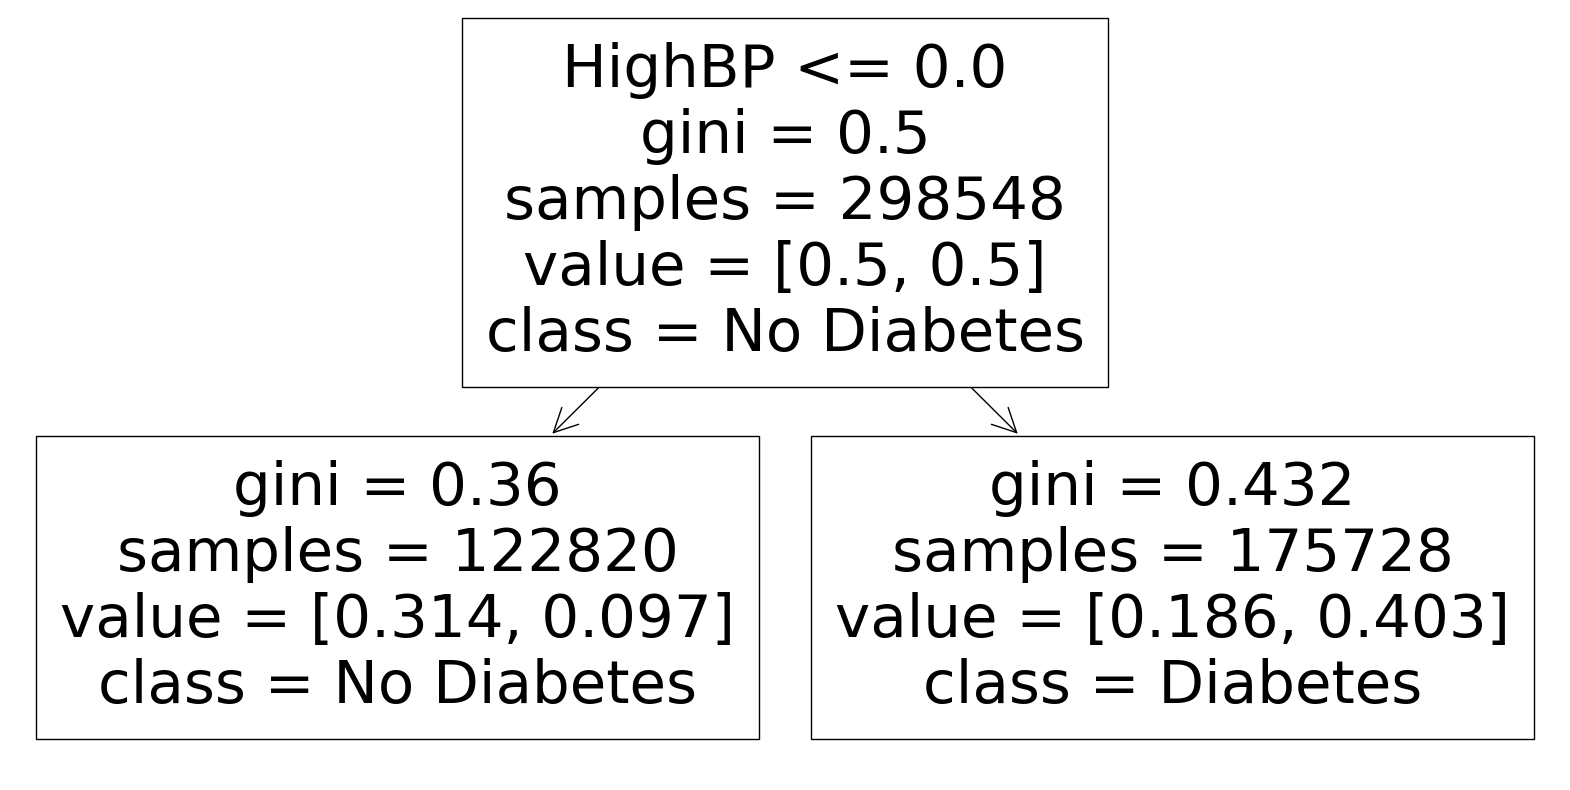 HighBP <= 0.0
gini = 0.5
samples = 298548
value = [0.5, 0.5]
class = No Diabetes
gini = 0.36
samples = 122820
value = [0.314, 0.097]
class = No Diabetes
gini = 0.432
samples = 175728
value = [0.186, 0.403]
class = Diabetes